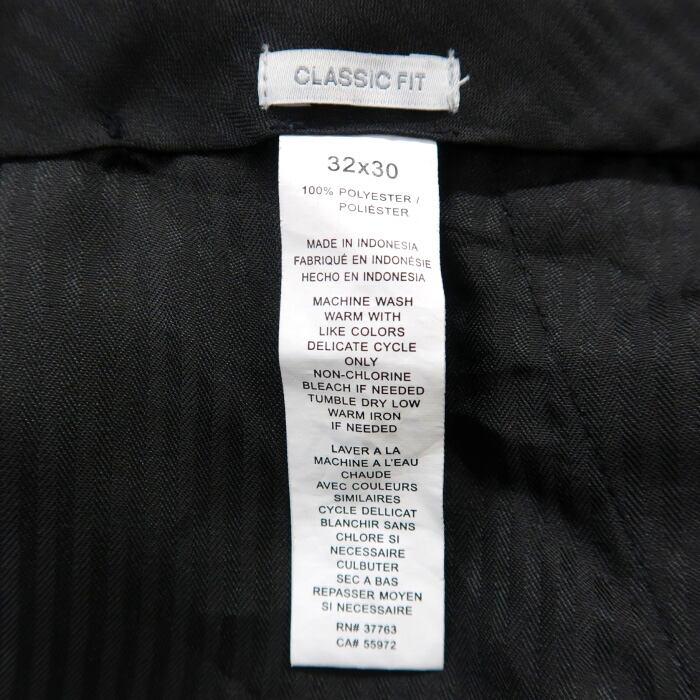 CLASSIC FIT
32x30
100% POLYESTER /
POLIÉSTER
MADE IN INDONESIA
FABRIQUÉ EN INDONÉSIE
HECHO EN INDONESIA
MACHINE WASH
WARM WITH
LIKE COLORS
DELICATE CYCLE
ONLY
NON-CHLORINE
BLEACH IF NEEDED
TUMBLE DRY LOW
WARM IRON
IF NEEDED
LAVER A LA
MACHINE A L'EAU
CHAUDE
AVEC COULEURS
SIMILAIRES
CYCLE DELLICAT
BLANCHIR SANS
CHLORE SI
NECESSAIRE
CULBUTER
SEC A BAS
REPASSER MOYEN
SI NECESSAIRE
RN# 37763
CA# 55972